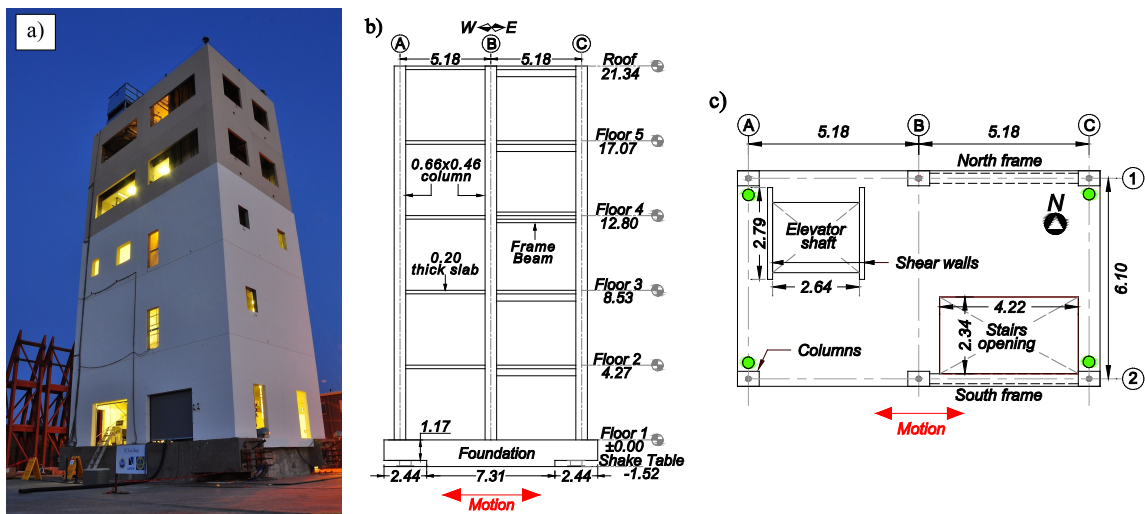 a)
b)
W E
A
B
C
5.18
5.18
Roof
21.34
Floor 5
17.07
0.66x0.46
column
Floor 4
12.80
Frame
Beam
0.20
thick slab
Floor 3
8.53
Floor 2
4.27
Floor 1
±0.00
1.17
Foundation
Shake Table
-1.52
2.44
7.31
2.44
Motion
c)
A
B
C
5.18
5.18
North frame
1
N
2.79
Elevator
shaft
Shear walls
2.64
6.10
4.22
2.34
Stairs
opening
Columns
2
South frame
Motion